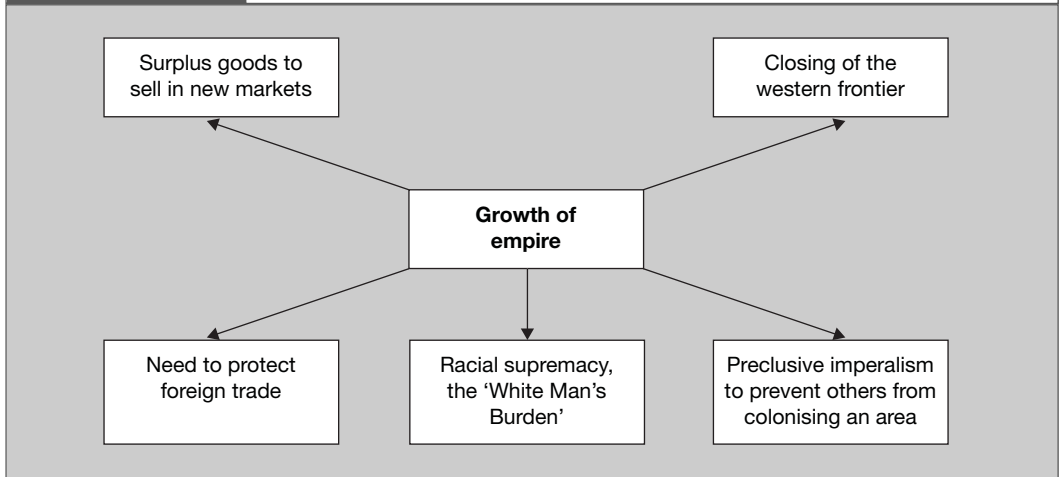 Surplus goods to
sell in new markets
Closing of the
western frontier
Growth of
empire
Need to protect
foreign trade
Racial supremacy,
the ‘White Man’s
Burden’
Preclusive imperalism
to prevent others from
colonising an area